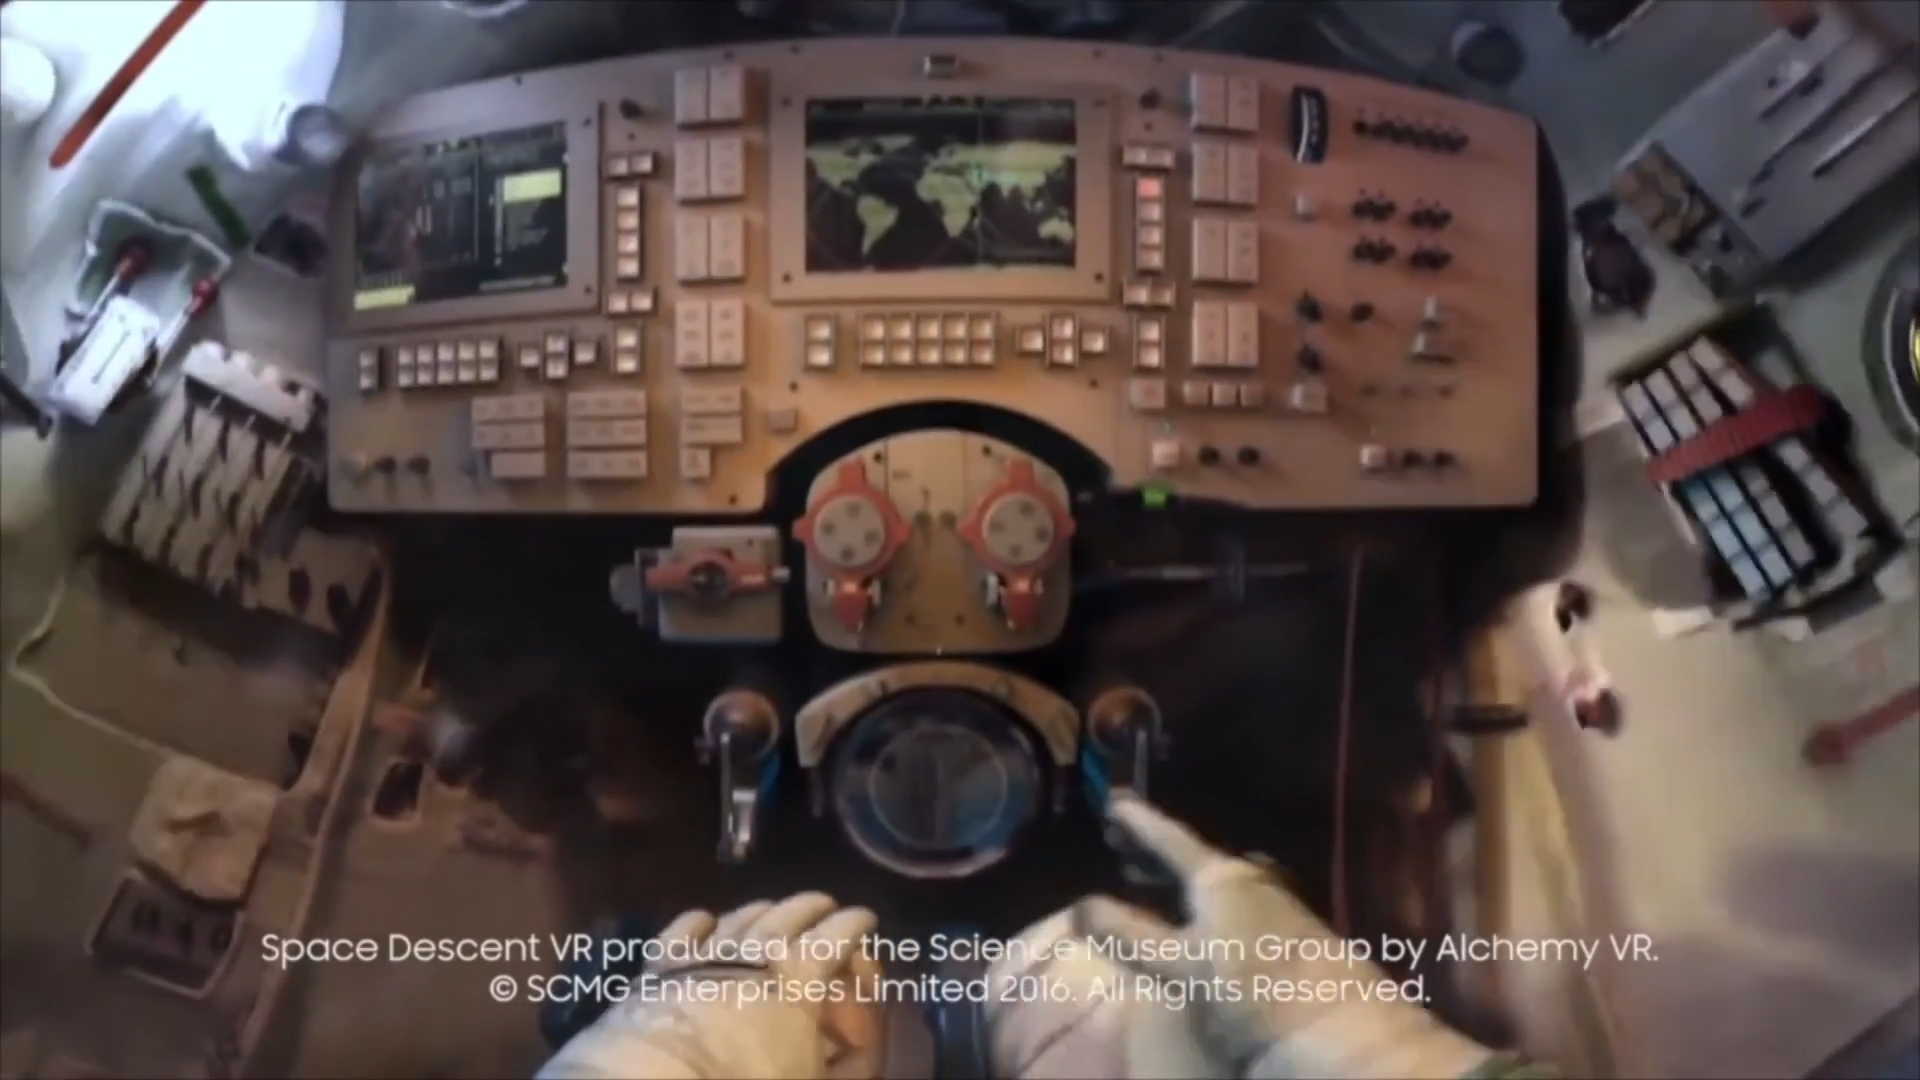 Space Descent VR produced for the Science Museum Group by Alchemy VR.
© SCMG Enterprises Limited 2016. All Rights Reserved.